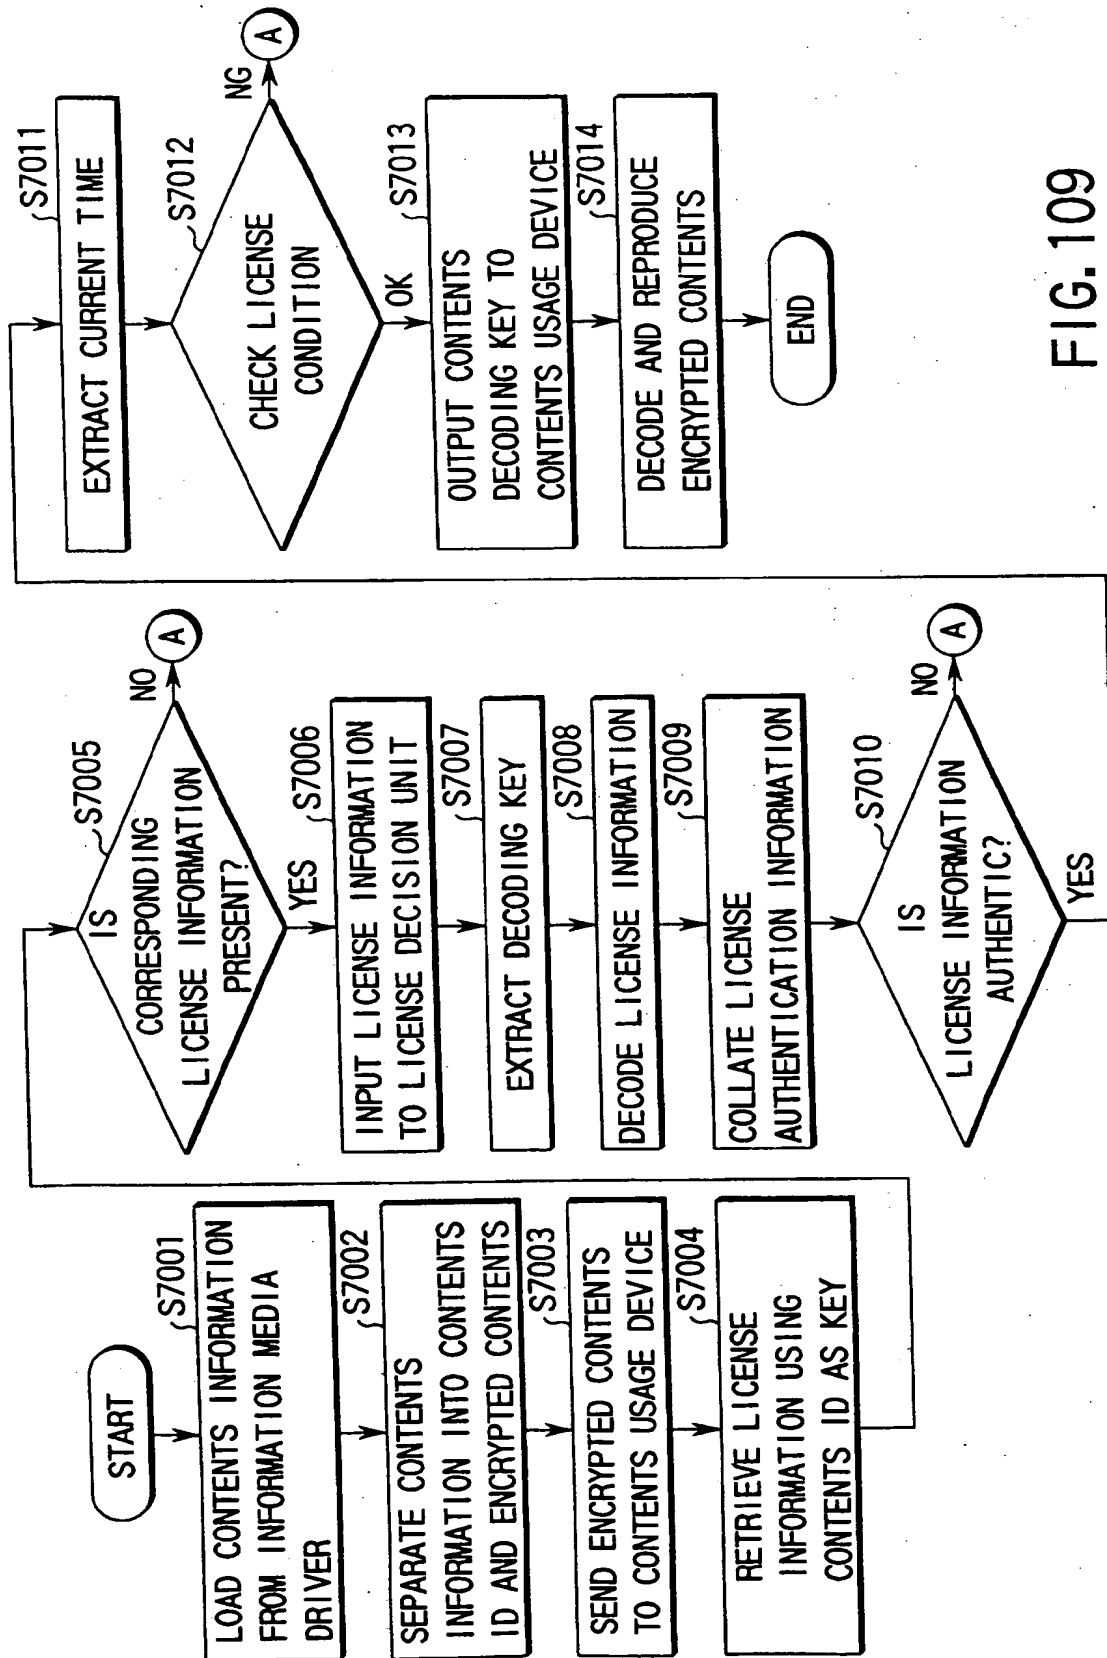 START
S7001
LOAD CONTENTS INFORMATION
FROM INFORMATION MEDIA
DRIVER
S7002
SEPARATE CONTENTS
INFORMATION INTO CONTENTS
ID AND ENCRYPTED CONTENTS
S7003
SEND ENCRYPTED CONTENTS
TO CONTENTS USAGE DEVICE
S7004
RETRIEVE LICENSE
INFORMATION USING
CONTENTS ID AS KEY
S7005
IS
CORRESPONDING
LICENSE INFORMATION
PRESENT?
NO
A
YES
S7006
INPUT LICENSE INFORMATION
TO LICENSE DECISION UNIT
S7007
EXTRACT DECODING KEY
S7008
DECODE LICENSE INFORMATION
S7009
COLLATE LICENSE
AUTHENTICATION INFORMATION
S7010
IS
LICENSE INFORMATION
AUTHENTIC?
NO
A
YES
S7011
EXTRACT CURRENT TIME
S7012
CHECK LICENSE
CONDITION
NG
A
OK
S7013
OUTPUT CONTENTS
DECODING KEY TO
CONTENTS USAGE DEVICE
S7014
DECODE AND REPRODUCE
ENCRYPTED CONTENTS
END
FIG. 109